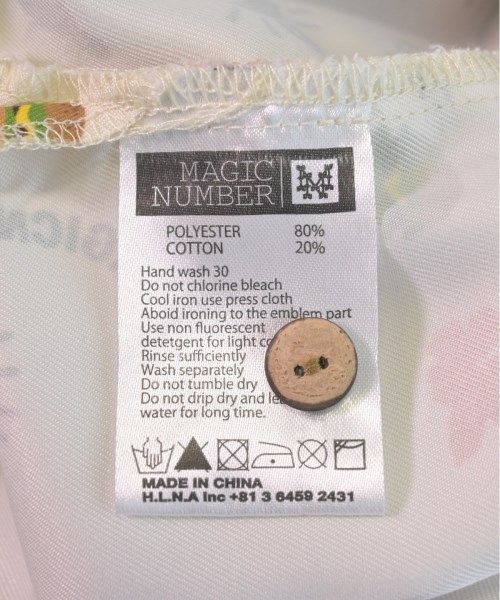 MAGIC
NUMBER
POLYESTER 80%
COTTON 20%
Hand wash 30
Do not chlorine bleach
Cool iron use press cloth
Aboid ironing to the emblem part
Use non fluorescent
detetgent for light
Rinse sufficiently
Wash separately
Do not tumble dry
Do not drip dry and
water for long time.
MADE IN CHINA
H.L.N.A Inc +81 3 6459 2431